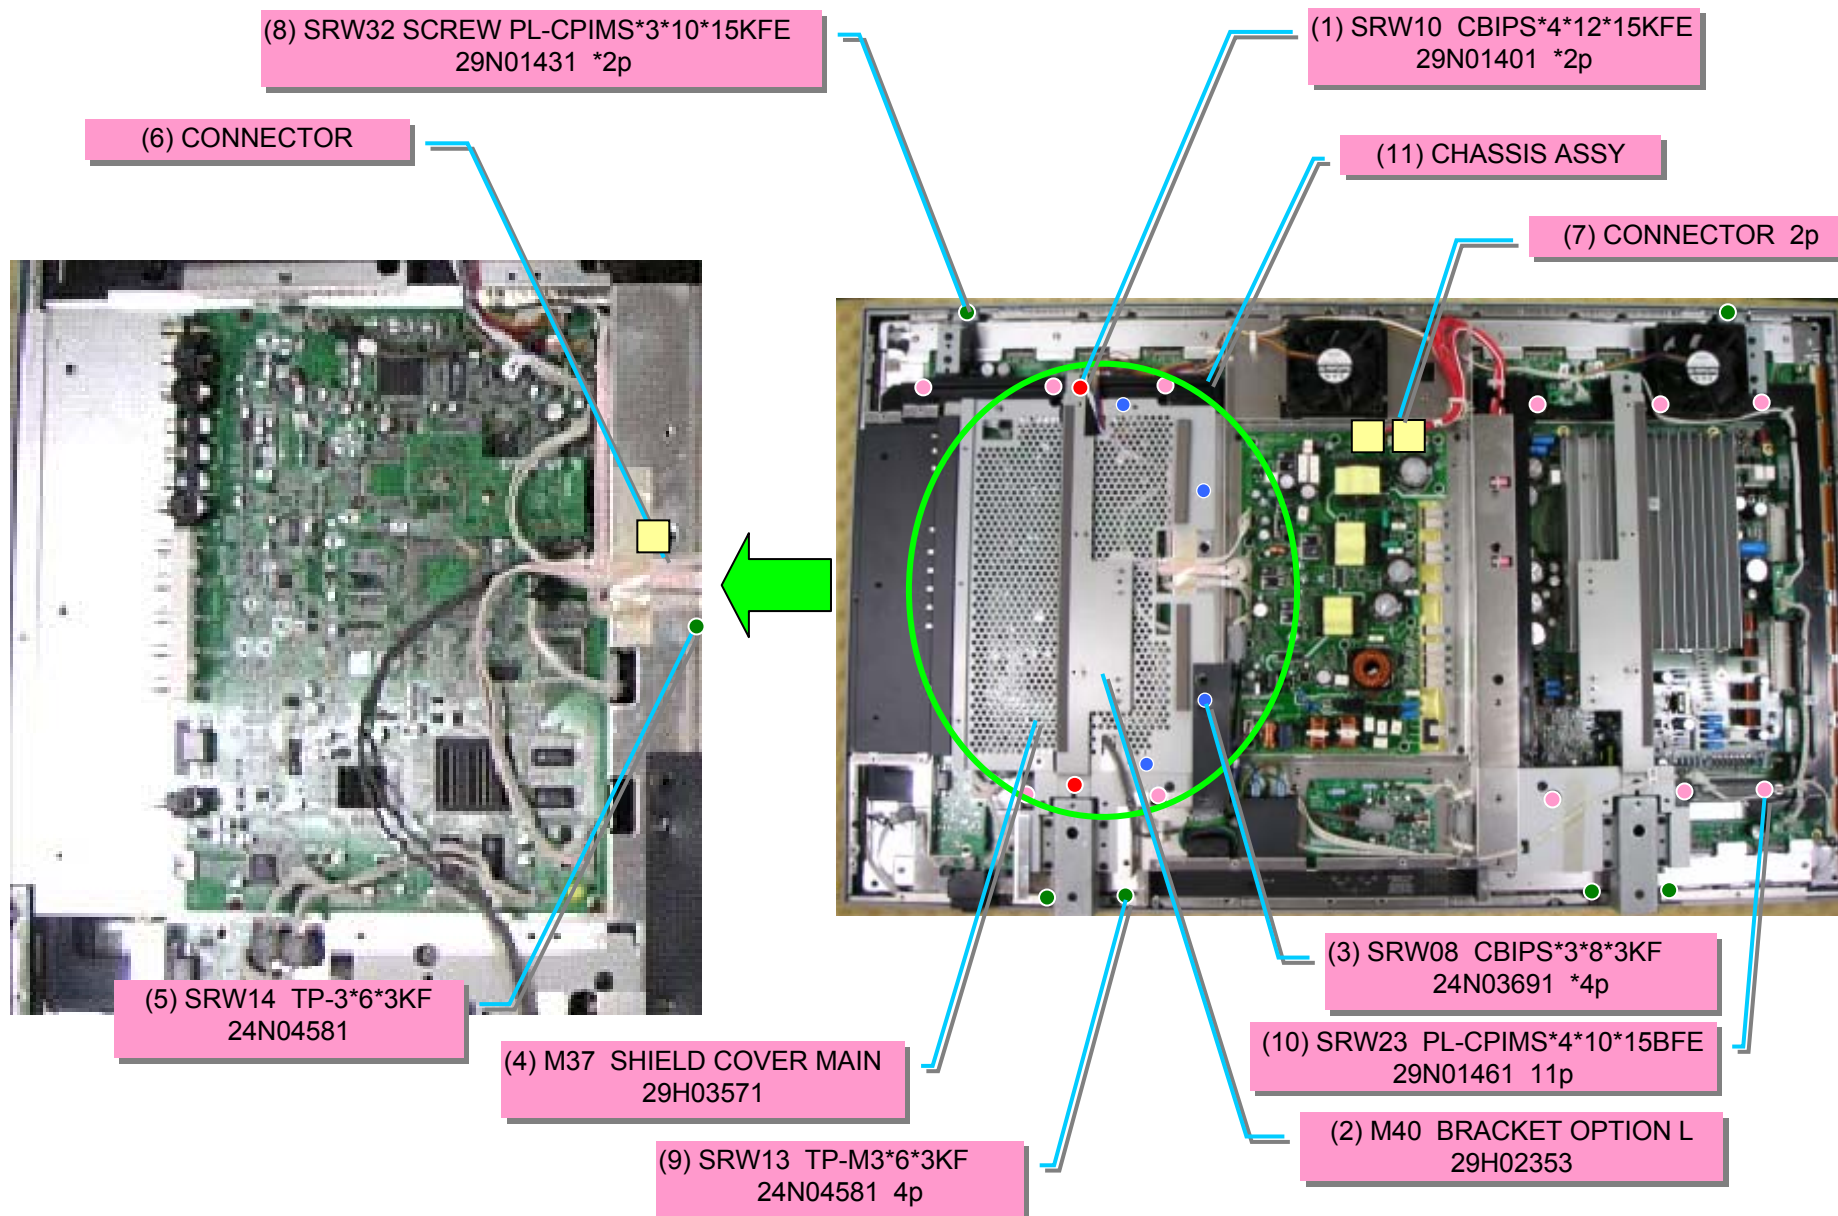 (8) SRW32 SCREW PL-CPIMS*3*10*15KFE
29N01431 *2p
(1) SRW10 CBIPS*4*12*15KFE
29N01401 *2p
(6) CONNECTOR
(11) CHASSIS ASSY
(7) CONNECTOR 2p
(5) SRW14 TP-3*6*3KF
24N04581
(3) SRW08 CBIPS*3*8*3KF
24N03691 *4p
(4) M37 SHIELD COVER MAIN
29H03571
(10) SRW23 PL-CPIMS*4*10*15BFE
29N01461 11p
(2) M40 BRACKET OPTION L
29H02353
(9) SRW13 TP-M3*6*3KF
24N04581 4p